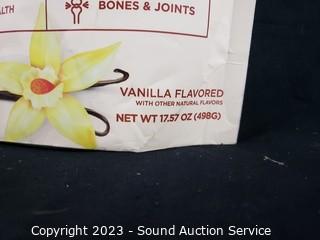 ALTH
BONES & JOINTS
VANILLA FLAVORED
WITH OTHER NATURAL FLAVORS
NET WT 17.57 OZ (498G)
Copyright 2023 - Sound Auction Service